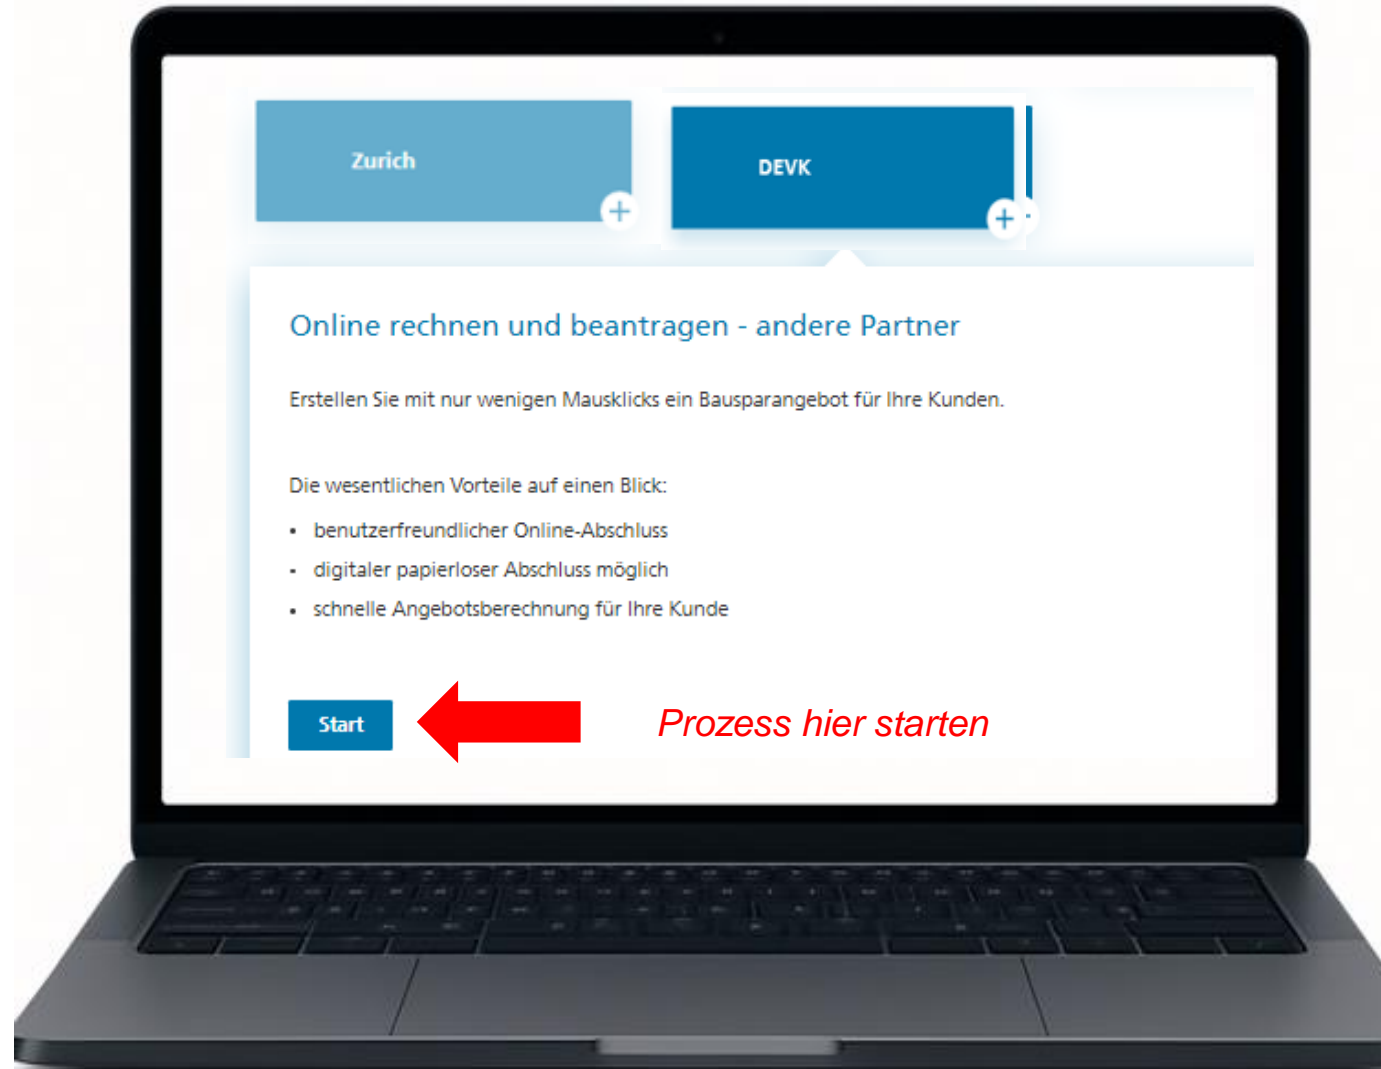 Zurich
DEVK
Online rechnen und beantragen - andere Partner
Erstellen Sie mit nur wenigen Mausklicks ein Bausparangebot für Ihre Kunden.
Die wesentlichen Vorteile auf einen Blick:
• benutzerfreundlicher Online-Abschluss
• digitaler papierloser Abschluss möglich
• schnelle Angebotsberechnung für Ihre Kunde
Start
Prozess hier starten